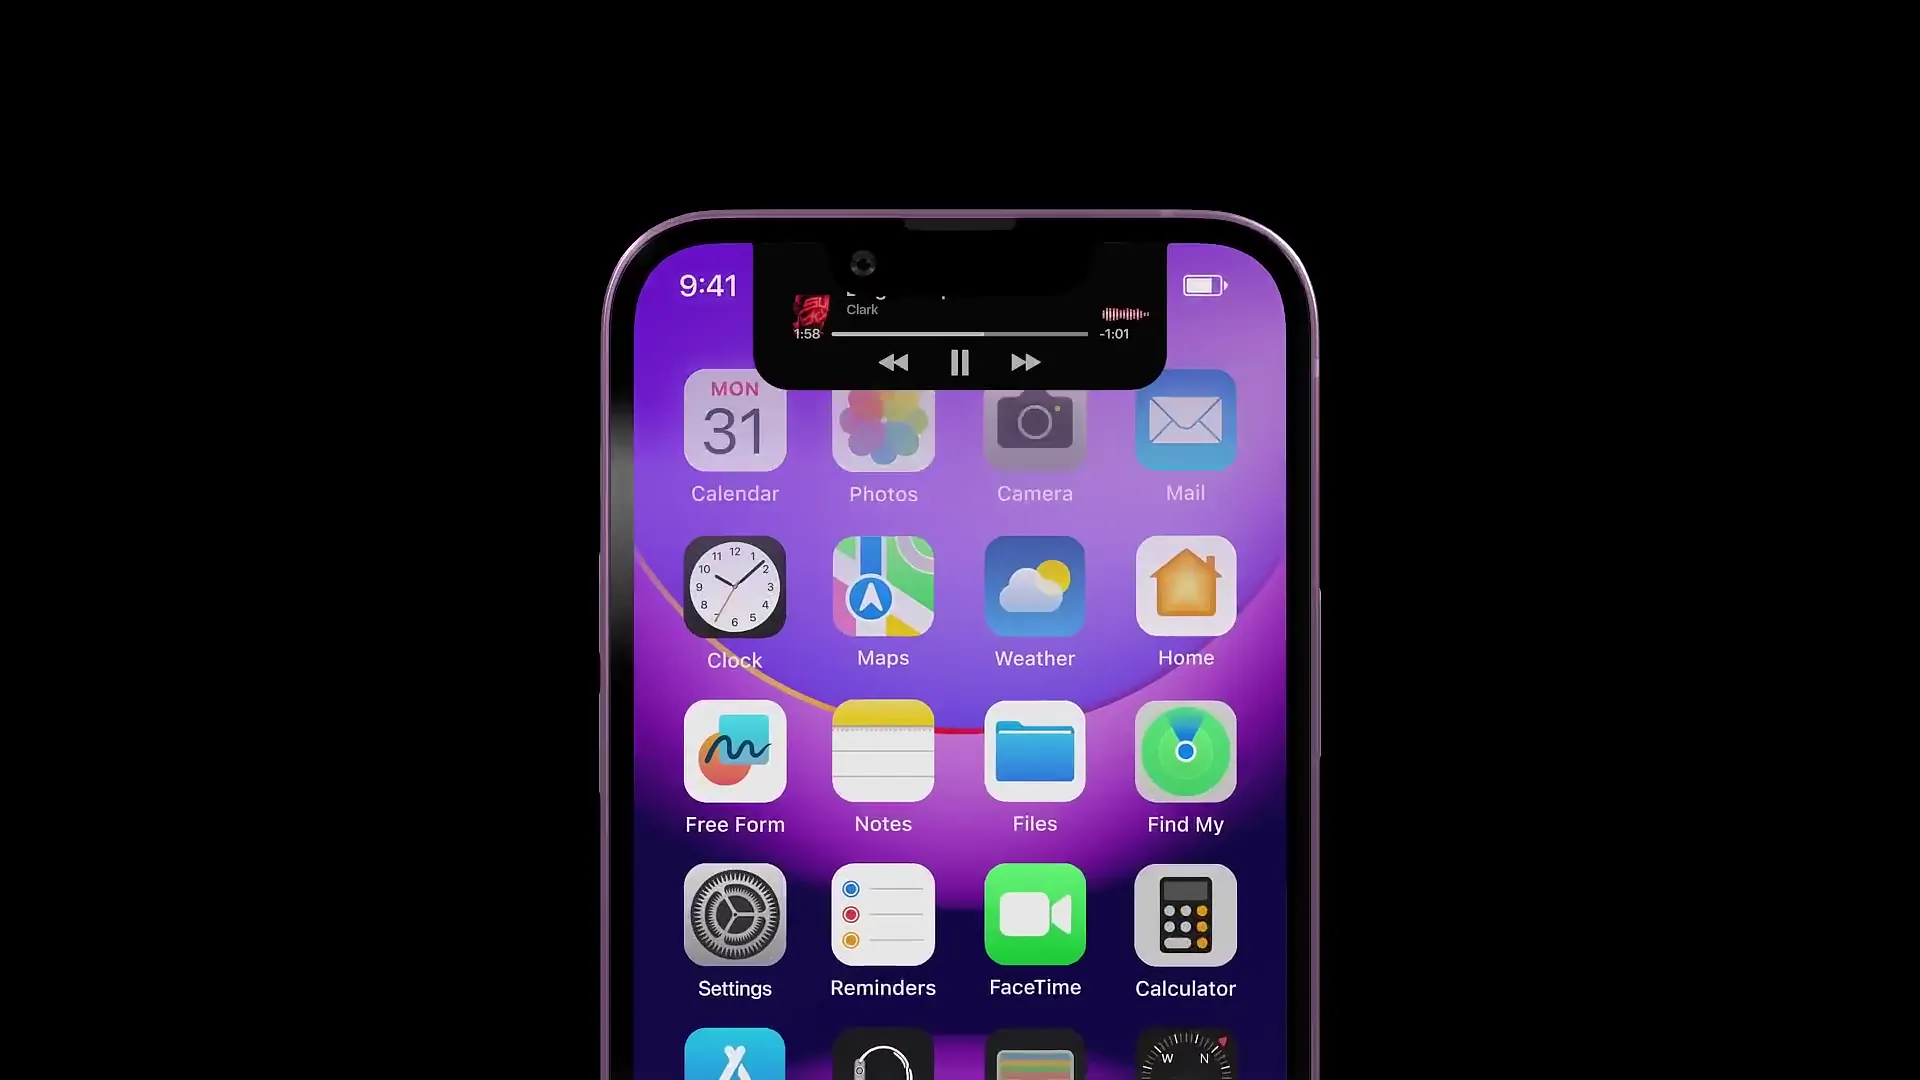 9:41
Clark
1:58
-1:01
MON
31
Calendar
Photos
Camera
Mail
12
11
1
10
2
9
3
8
4
7
5
6
Clock
Maps
Weather
Home
Free Form
Notes
Files
Find My
Settings
Reminders
FaceTime
Calculator
W
N